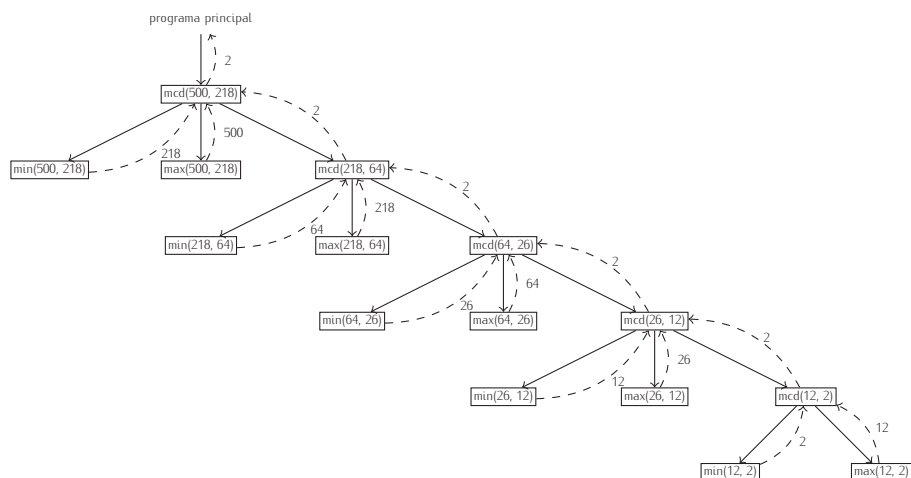 programa principal
2
mcd(500, 218)
2
500
218
min(500, 218)
max(500, 218)
mcd(218, 64)
2
218
64
min(218, 64)
max(218, 64)
mcd(64, 26)
2
64
26
min(64, 26)
max(64, 26)
mcd(26, 12)
2
26
12
min(26, 12)
max(26, 12)
mcd(12, 2)
12
2
min(12, 2)
max(12, 2)